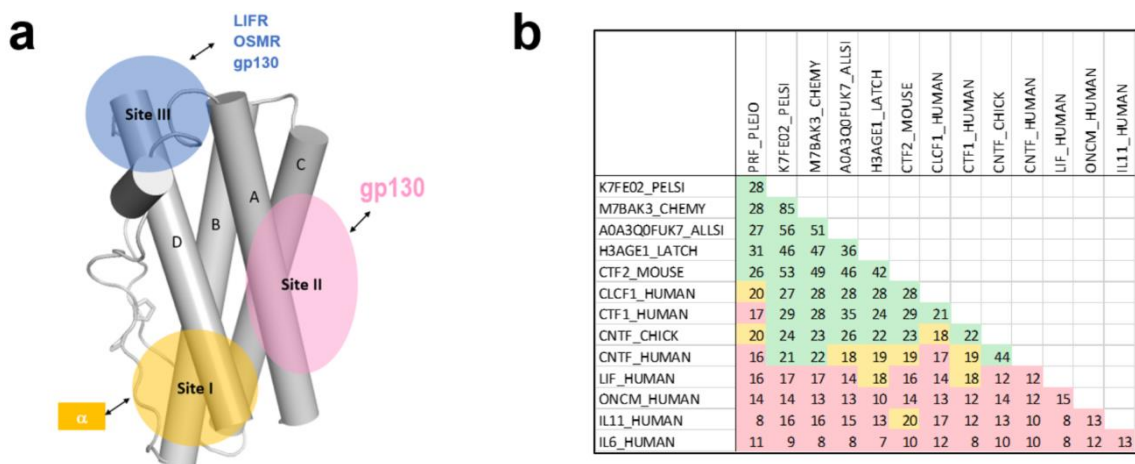 a
LIFR
OSMR
gp130
Site III
C
A
B
D
gp130
Site II
Site I
α
b
PRF_PLEJO K7FE02_PELSI M7BAK3_CHEMY A0A3Q0FUK7_ALLSI H3AGE1_LATCH CTF2_MOUSE CLCF1_HUMAN CTF1_HUMAN CNTF_CHICK CNTF_HUMAN LIF_HUMAN ONCM_HUMAN IL11_HUMAN
K7FE02_PELSI 28
M7BAK3_CHEMY 28 85
A0A3Q0FUK7_ALLSI 27 56 51
H3AGE1_LATCH 31 46 47 36
CTF2_MOUSE 26 53 49 46 42
CLCF1_HUMAN 20 27 28 28 28 28
CTF1_HUMAN 17 29 28 35 24 29 21
CNTF_CHICK 20 24 23 26 22 23 18 22
CNTF_HUMAN 16 21 22 18 19 19 17 19 44
LIF_HUMAN 16 17 17 14 18 16 14 18 12 12
ONCM_HUMAN 14 14 13 13 10 14 13 12 14 12 15
IL11_HUMAN 8 16 16 15 13 20 17 12 13 10 8 13
IL6_HUMAN 11 9 8 8 7 10 12 8 10 10 8 12 13